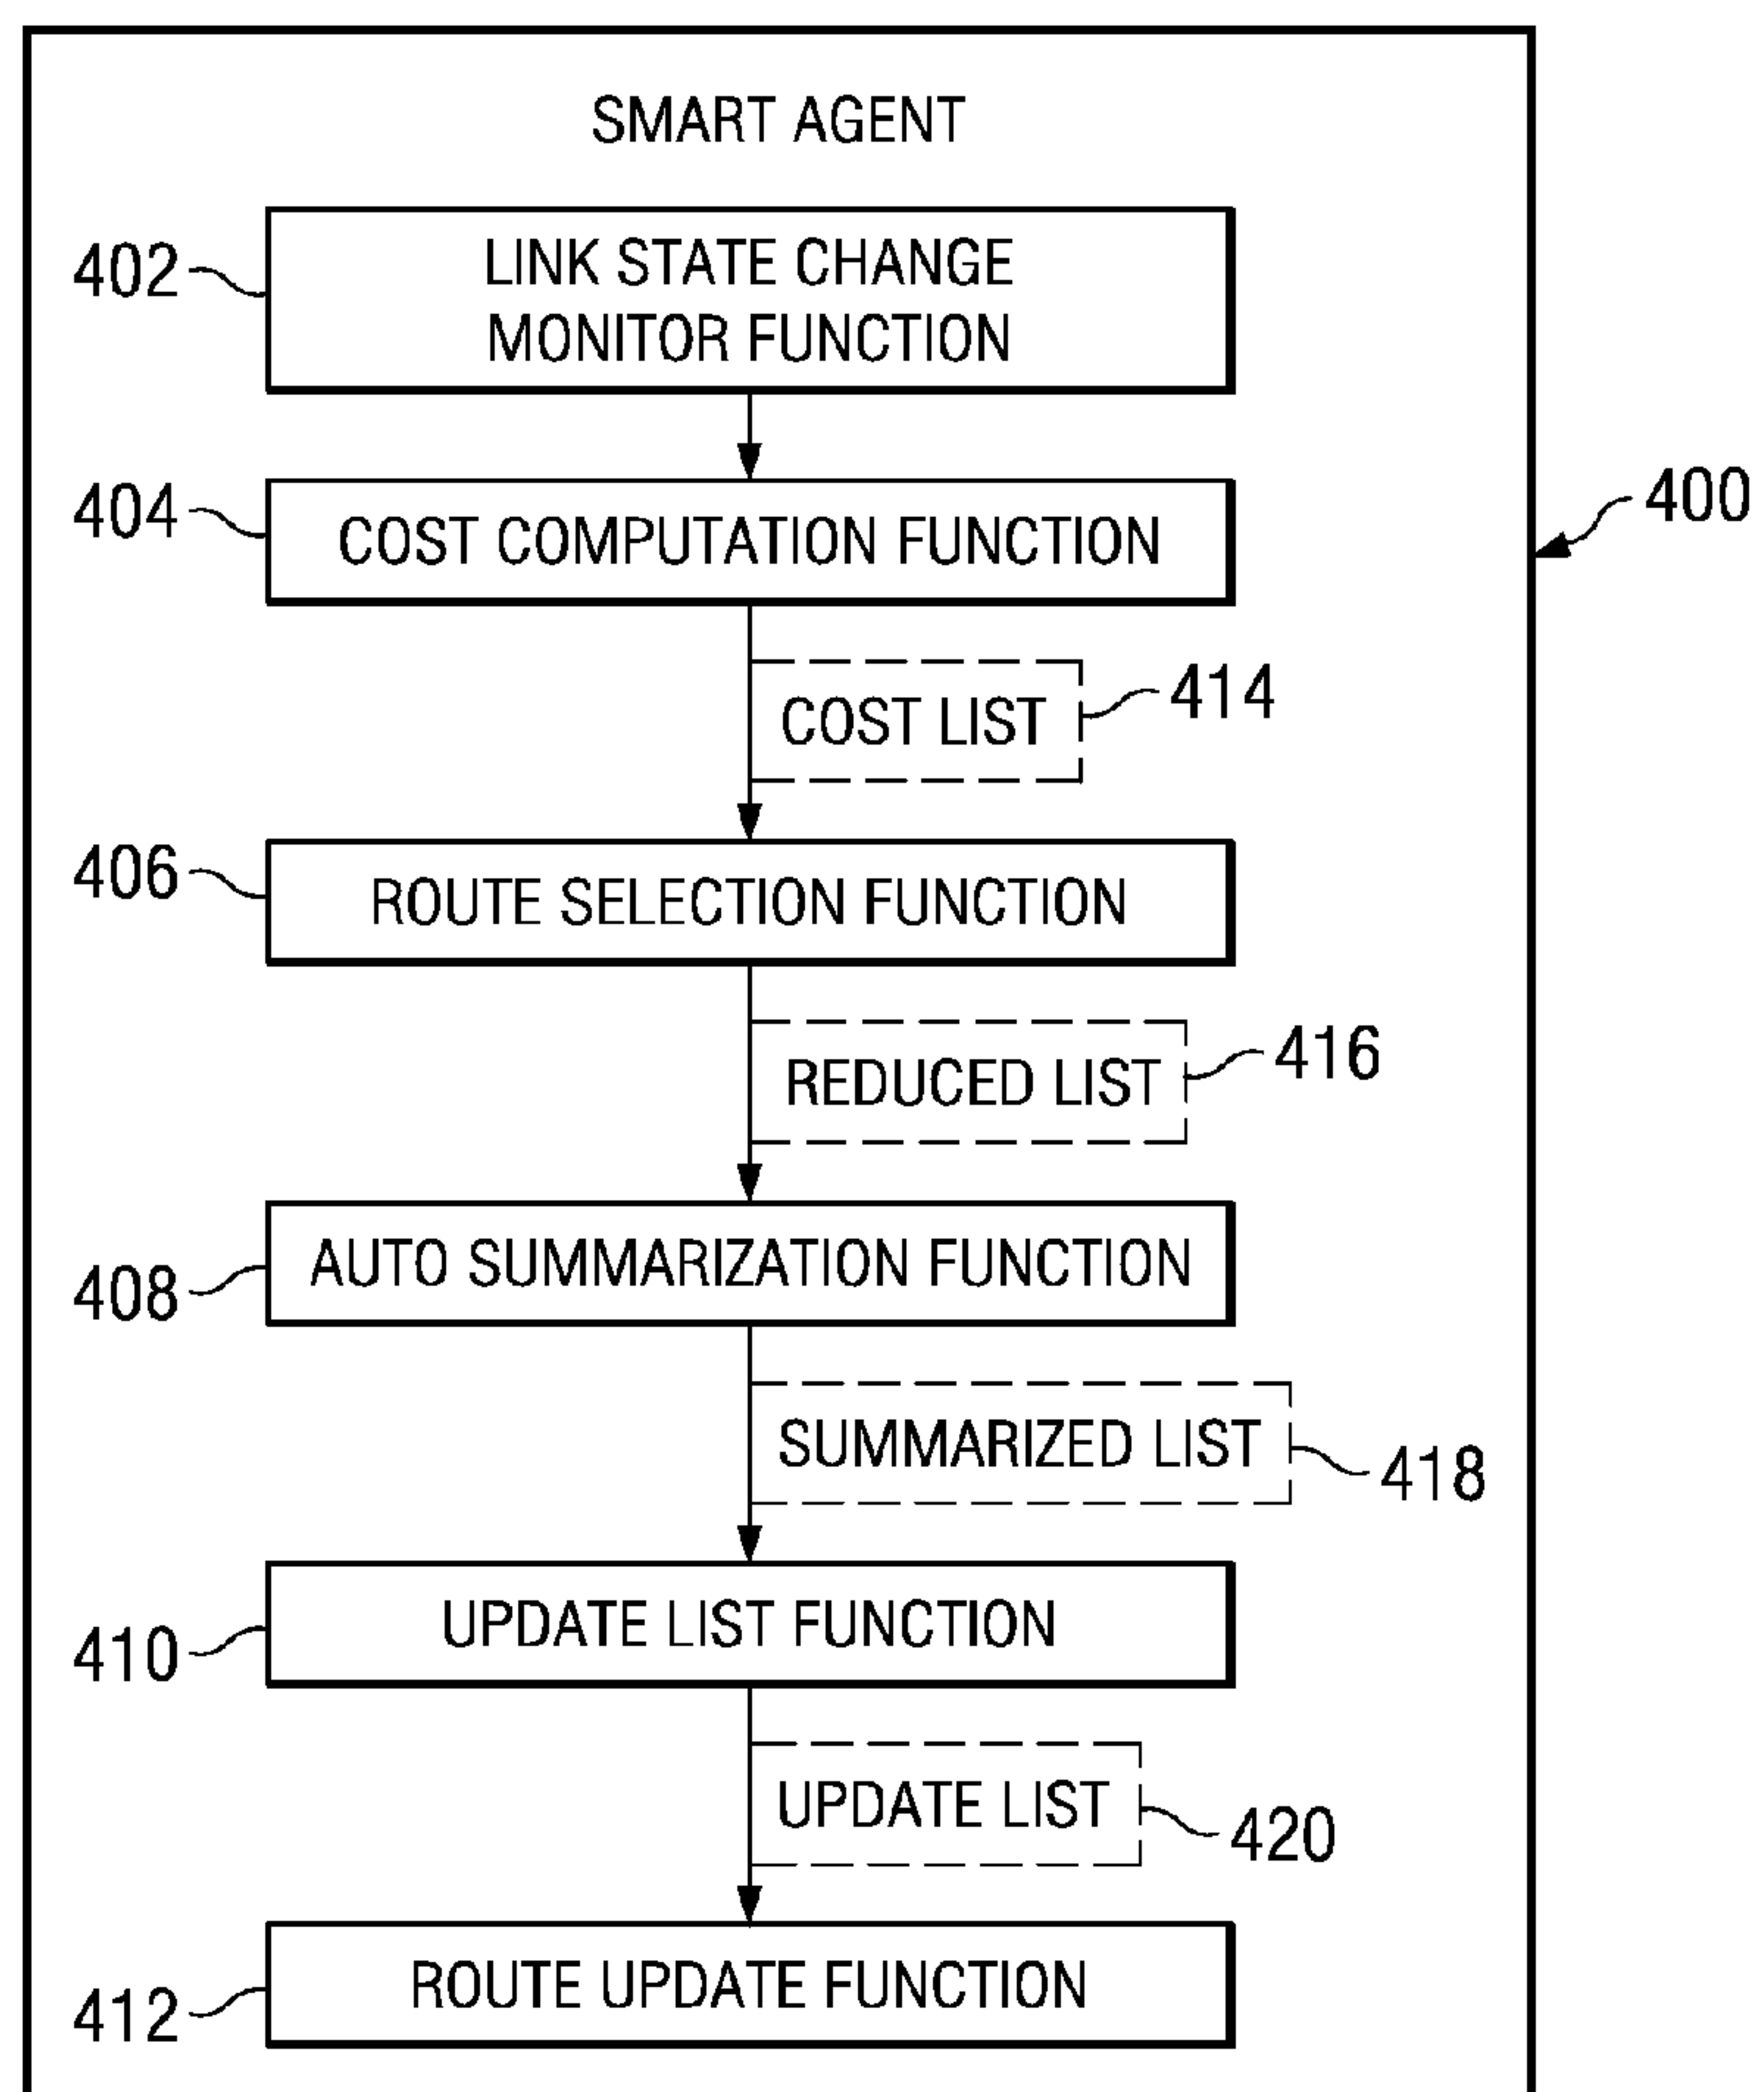 SMART AGENT
402
LINK STATE CHANGE
MONITOR FUNCTION
404
COST COMPUTATION FUNCTION
400
COST LIST
414
406
ROUTE SELECTION FUNCTION
REDUCED LIST
416
408
AUTO SUMMARIZATION FUNCTION
SUMMARIZED LIST
418
410
UPDATE LIST FUNCTION
UPDATE LIST
420
412
ROUTE UPDATE FUNCTION